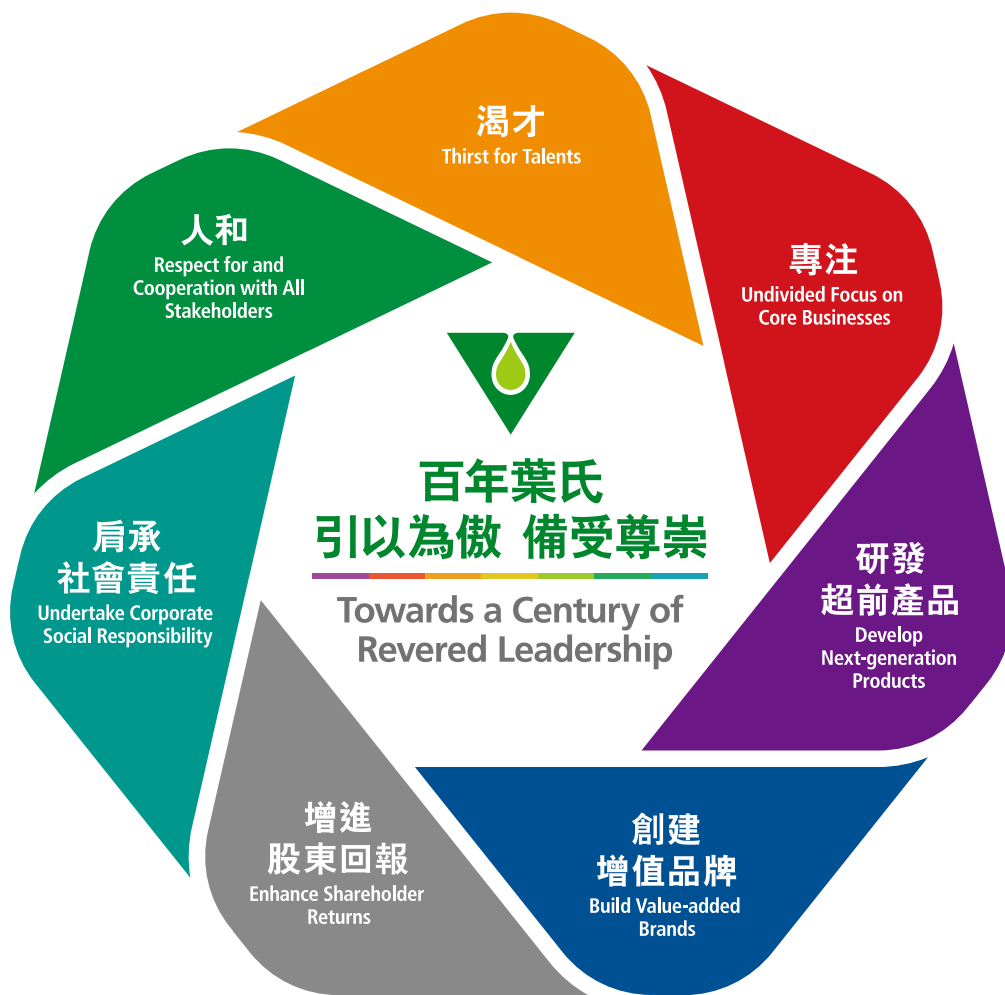 渴才
Thirst for Talents
專注
Undivided Focus on
Core Businesses
研發
超前產品
Develop
Next-generation
Products
創建
增值品牌
Build Value-added
Brands
增進
股東回報
Enhance Shareholder
Returns
肩承
社會責任
Undertake Corporate
Social Responsibility
人和
Respect for and
Cooperation with All
Stakeholders
百年葉氏
引以為傲 備受尊崇
Towards a Century of
Revered Leadership